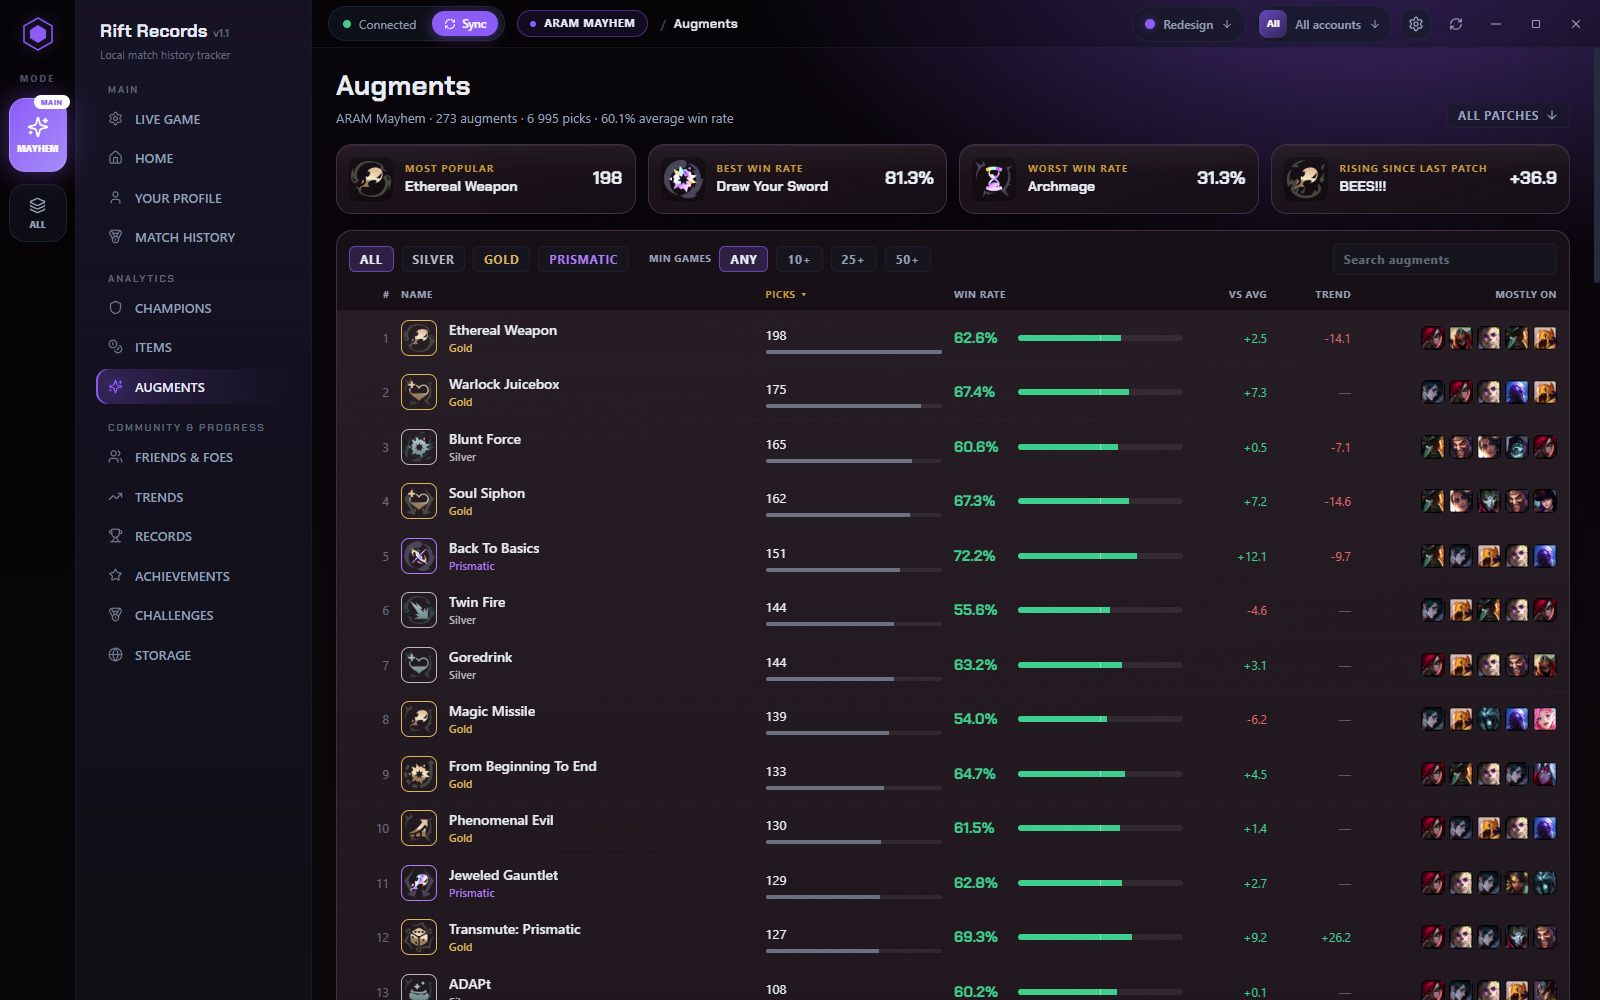 Rift Records v1.1
Local match history tracker
MODE
MAIN
MAYHEM
ALL
MAIN
LIVE GAME
HOME
YOUR PROFILE
MATCH HISTORY
ANALYTICS
CHAMPIONS
ITEMS
AUGMENTS
COMMUNITY & PROGRESS
FRIENDS & FOES
TRENDS
RECORDS
ACHIEVEMENTS
CHALLENGES
STORAGE
Connected Sync ARAM MAYHEM / Augments
Redesign All All accounts
Augments
ARAM Mayhem · 273 augments · 6 995 picks · 60.1% average win rate
ALL PATCHES
MOST POPULAR
Ethereal Weapon 198
BEST WIN RATE
Draw Your Sword 81.3%
WORST WIN RATE
Archmage 31.3%
RISING SINCE LAST PATCH
BEES!!! +36.9
ALL SILVER GOLD PRISMATIC MIN GAMES ANY 10+ 25+ 50+ Search augments
# NAME PICKS WIN RATE VS AVG TREND MOSTLY ON
1 Ethereal Weapon 198 62.6% +2.5 -14.1
Gold
2 Warlock Juicebox 175 67.4% +7.3 —
Gold
3 Blunt Force 165 60.6% +0.5 -7.1
Silver
4 Soul Siphon 162 67.3% +7.2 -14.6
Gold
5 Back To Basics 151 72.2% +12.1 -9.7
Prismatic
6 Twin Fire 144 55.6% -4.6 —
Silver
7 Goredrink 144 63.2% +3.1 —
Silver
8 Magic Missile 139 54.0% -6.2 —
Gold
9 From Beginning To End 133 64.7% +4.5 —
Gold
10 Phenomenal Evil 130 61.5% +1.4 —
Gold
11 Jeweled Gauntlet 129 62.8% +2.7 —
Prismatic
12 Transmute: Prismatic 127 69.3% +9.2 +26.2
Gold
13 ADAPt 108 60.2% +0.1 —